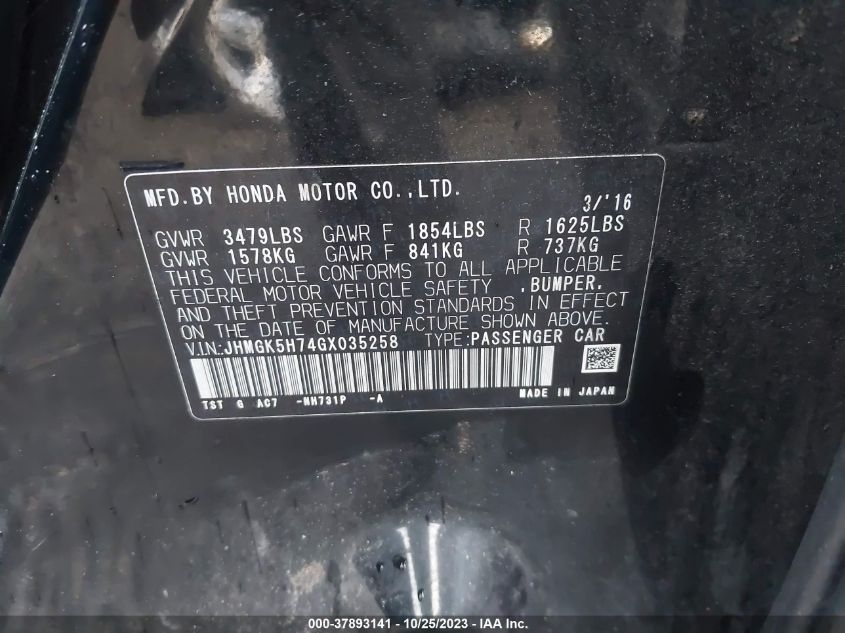 MFD.BY HONDA MOTOR CO.,LTD. 3/'16
GVWR 3479LBS GAWR F 1854LBS R 1625LBS
GVWR 1578KG GAWR F 841KG R 737KG
THIS VEHICLE CONFORMS TO ALL APPLICABLE
FEDERAL MOTOR VEHICLE SAFETY ,BUMPER,
AND THEFT PREVENTION STANDARDS IN EFFECT
ON THE DATE OF MANUFACTURE SHOWN ABOVE.
V.I.N:JHMGK5H74GX035258 TYPE:PASSENGER CAR
TST G AC7 -NH731P -A MADE IN JAPAN
000-37893141 - 10/25/2023 - IAA Inc.